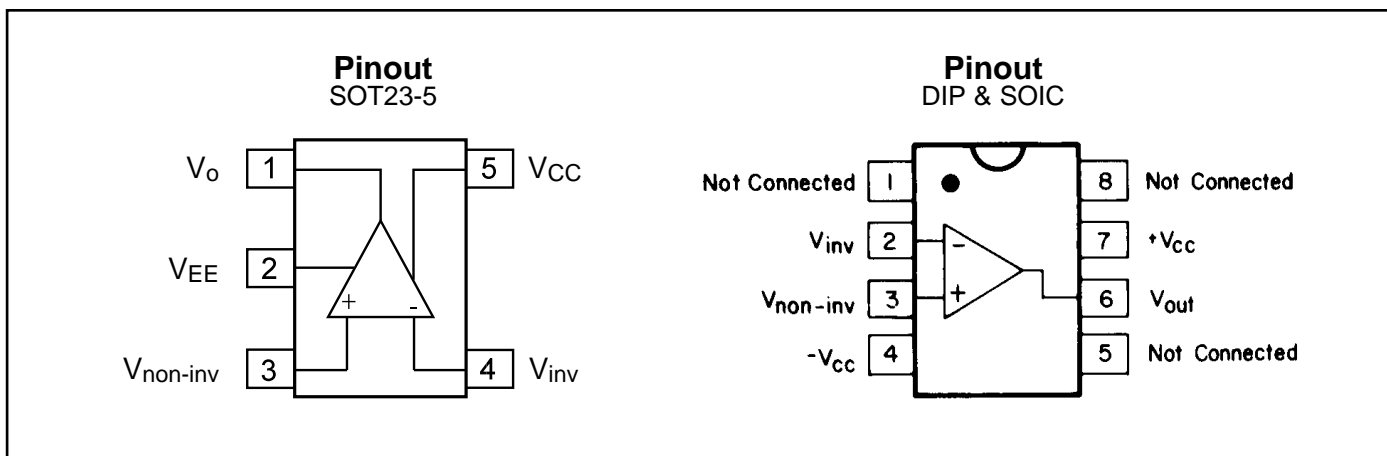 Pinout
SOT23-5
Vo 1
5 VCC
VEE 2
+ -
Vnon-inv 3
4 Vinv
Pinout
DIP & SOIC
Not Connected 1
8 Not Connected
Vinv 2
-
7 +Vcc
Vnon-inv 3
+
6 Vout
-Vcc 4
5 Not Connected